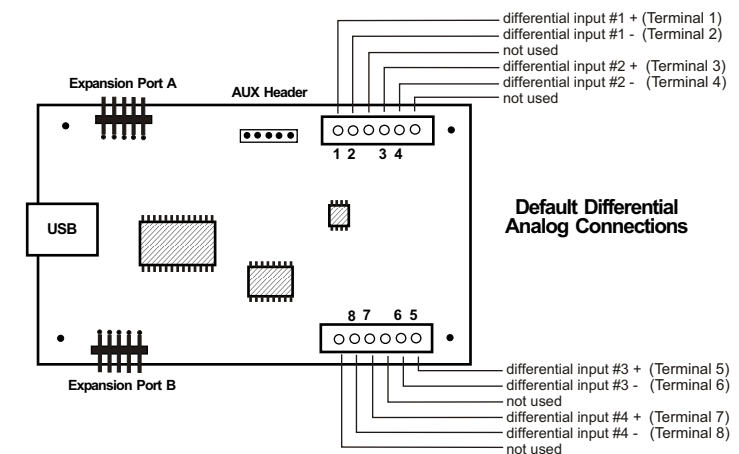 differential input #1 + (Terminal 1)
differential input #1 - (Terminal 2)
not used
differential input #2 + (Terminal 3)
differential input #2 - (Terminal 4)
not used
Expansion Port A
AUX Header
1 2 3 4
USB
Default Differential
Analog Connections
8 7 6 5
Expansion Port B
differential input #3 + (Terminal 5)
differential input #3 - (Terminal 6)
not used
differential input #4 + (Terminal 7)
differential input #4 - (Terminal 8)
not used